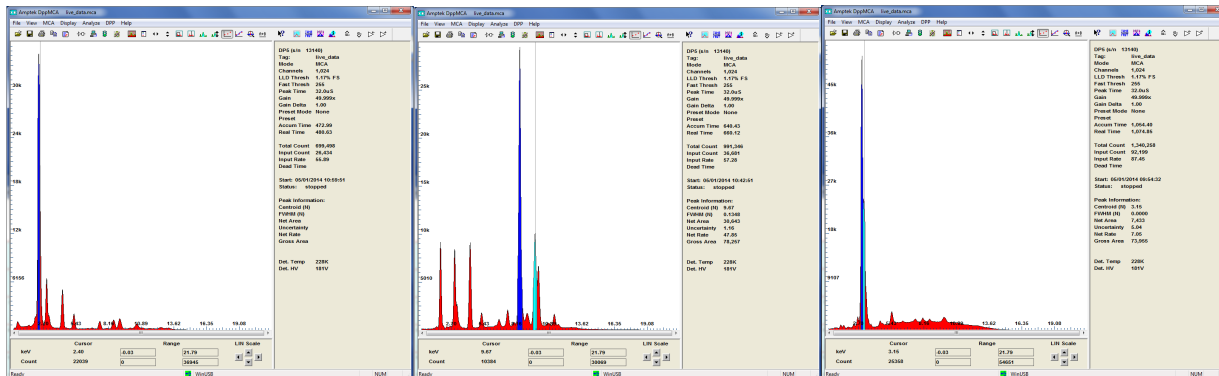 Amptek DppMCA live_data.mca
File View MCA Display Analyze DPP Help
30k
24k
18k
12k
6156
8.16
10.89
13.62
16.35
19.08
DP5 (s/n 13140)
Tag: live_data
Mode MCA
Channels 1,024
LLD Thresh 1.17% FS
Fast Thresh 255
Peak Time 32.0uS
Gain 49.999x
Gain Delta 1.00
Preset Mode None
Preset
Accum Time 472.99
Real Time 480.63
Total Count 699,498
Input Count 26,434
Input Rate 55.89
Dead Time
Start: 05/01/2014 10:59:51
Status: stopped
Peak Information:
Centroid (N)
FWHM (N)
Net Area
Uncertainty
Net Rate
Gross Area
Det. Temp 228K
Det. HV 181V
Cursor Range LIN Scale
keV 2.40 -0.03 21.79
Count 22039 0 36945
Ready WinUSB NUM
Amptek DppMCA live_data.mca
File View MCA Display Analyze DPP Help
25k
20k
15k
10k
5010
13.62
16.35
19.08
DP5 (s/n 13140)
Tag: live_data
Mode MCA
Channels 1,024
LLD Thresh 1.17% FS
Fast Thresh 255
Peak Time 32.0uS
Gain 49.999x
Gain Delta 1.00
Preset Mode None
Preset
Accum Time 640.43
Real Time 660.12
Total Count 991,346
Input Count 36,681
Input Rate 57.28
Dead Time
Start: 05/01/2014 10:42:51
Status: stopped
Peak Information:
Centroid (N) 9.67
FWHM (N) 0.1348
Net Area 30,643
Uncertainty 1.16
Net Rate 47.85
Gross Area 78,257
Det. Temp 228K
Det. HV 181V
Cursor Range LIN Scale
keV 9.67 -0.03 21.79
Count 10384 0 30069
Ready WinUSB NUM
Amptek DppMCA live_data.mca
File View MCA Display Analyze DPP Help
45k
36k
27k
18k
9107
13.62
16.35
19.08
DP5 (s/n 13140)
Tag: live_data
Mode MCA
Channels 1,024
LLD Thresh 1.17% FS
Fast Thresh 255
Peak Time 32.0uS
Gain 49.999x
Gain Delta 1.00
Preset Mode None
Preset
Accum Time 1,054.40
Real Time 1,074.85
Total Count 1,340,258
Input Count 92,199
Input Rate 87.45
Dead Time
Start: 05/01/2014 09:54:32
Status: stopped
Peak Information:
Centroid (N) 3.15
FWHM (N) 0.0000
Net Area 7,433
Uncertainty 5.04
Net Rate 7.05
Gross Area 73,955
Det. Temp 228K
Det. HV 181V
Cursor Range LIN Scale
keV 3.15 -0.03 21.79
Count 25358 0 54651
Ready WinUSB NUM